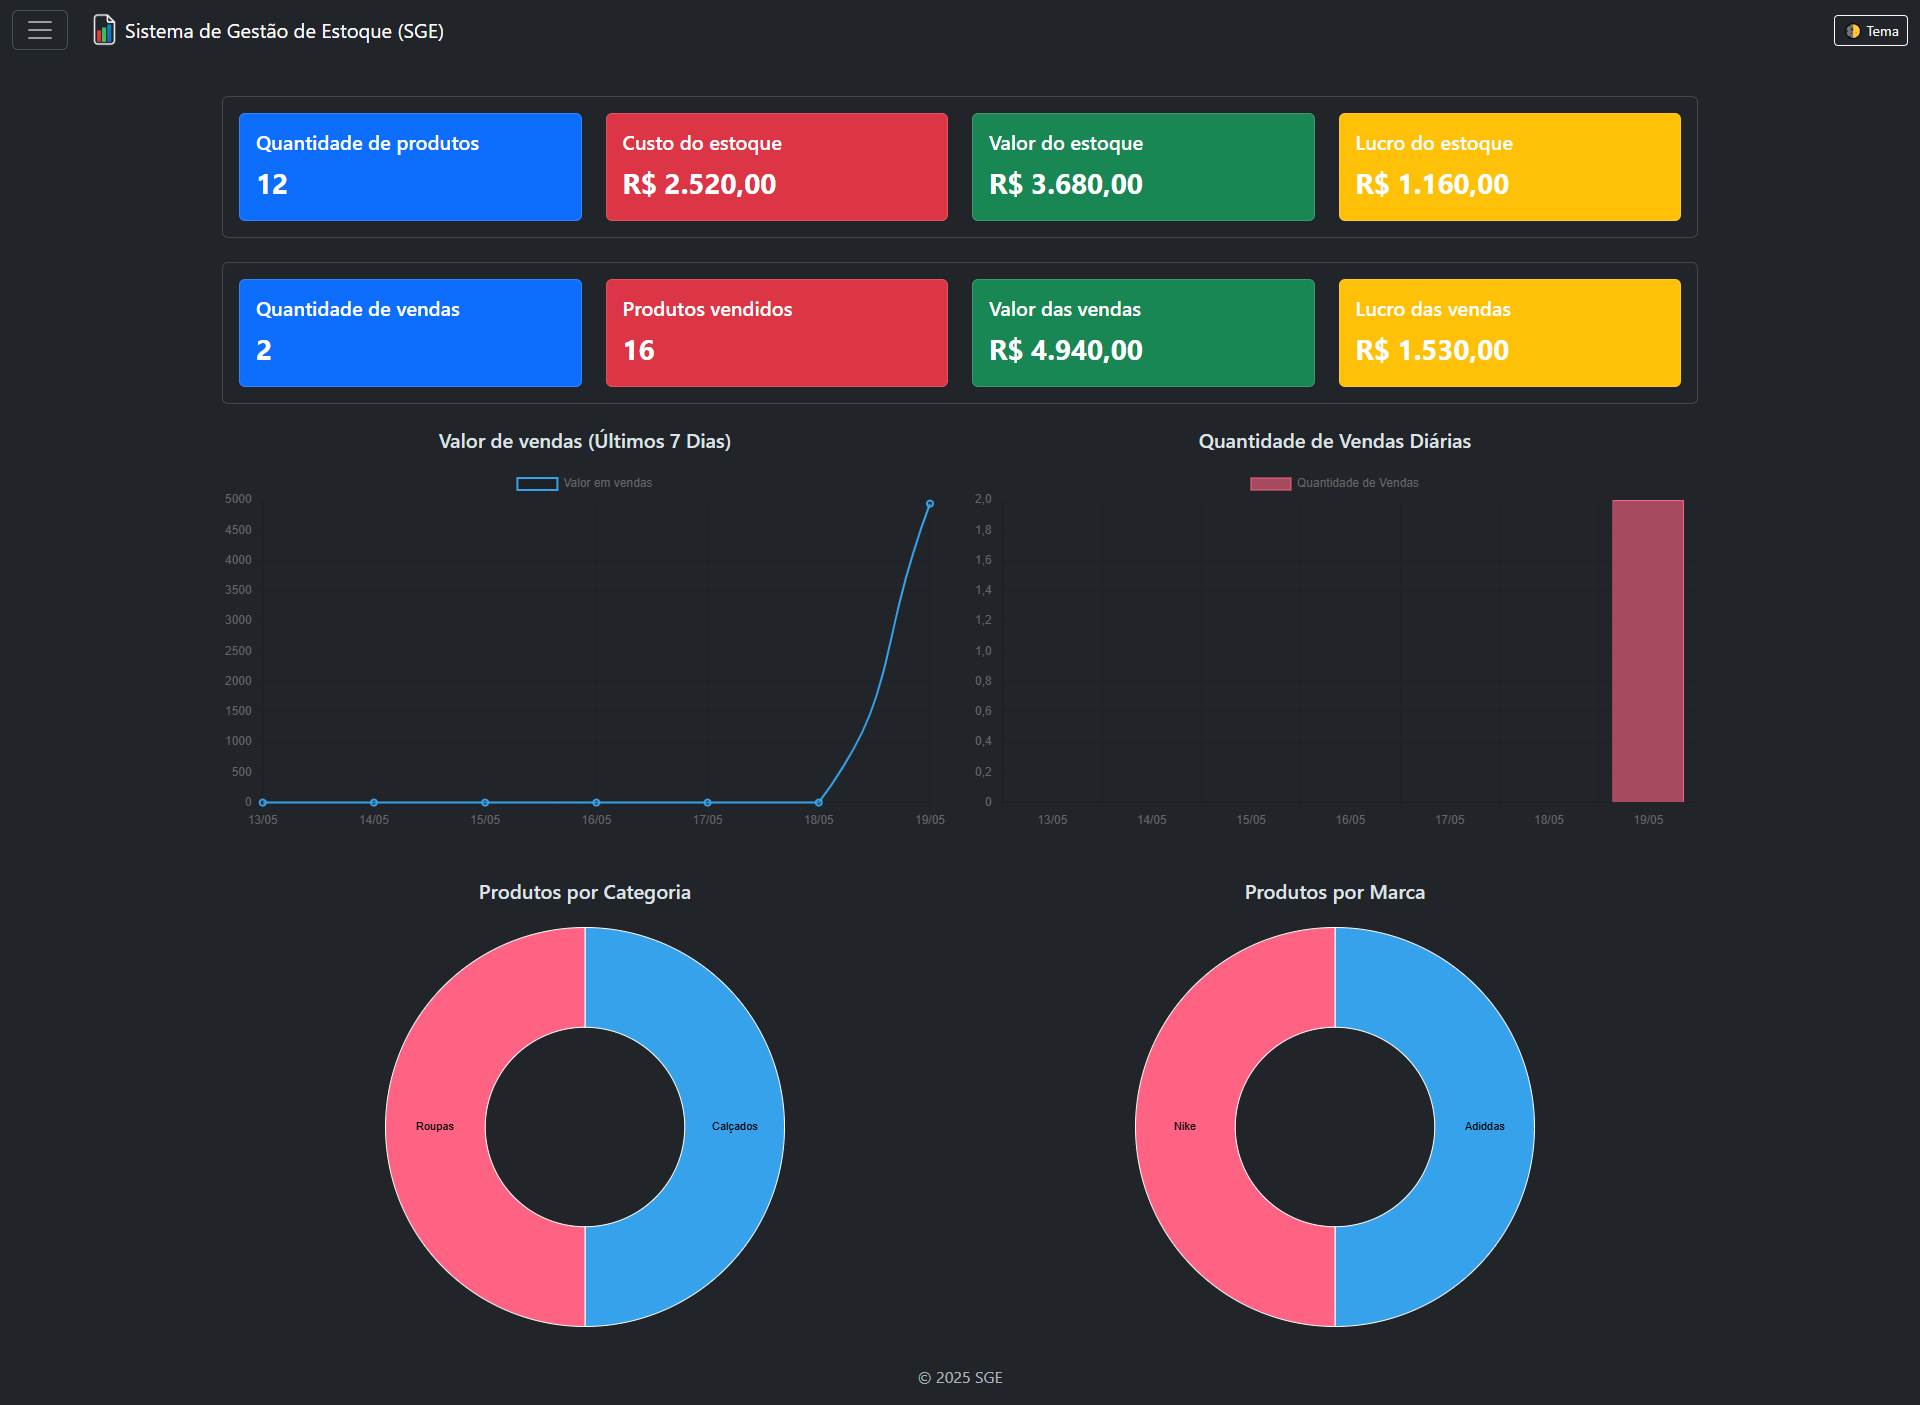 Sistema de Gestão de Estoque (SGE)
Tema
Quantidade de produtos
12
Custo do estoque
R$ 2.520,00
Valor do estoque
R$ 3.680,00
Lucro do estoque
R$ 1.160,00
Quantidade de vendas
2
Produtos vendidos
16
Valor das vendas
R$ 4.940,00
Lucro das vendas
R$ 1.530,00
Valor de vendas (Últimos 7 Dias)
Valor em vendas
5000
4500
4000
3500
3000
2500
2000
1500
1000
500
0
13/05 14/05 15/05 16/05 17/05 18/05 19/05
Quantidade de Vendas Diárias
Quantidade de Vendas
2,0
1,8
1,6
1,4
1,2
1,0
0,8
0,6
0,4
0,2
0
13/05 14/05 15/05 16/05 17/05 18/05 19/05
Produtos por Categoria
Roupas
Calçados
Produtos por Marca
Nike
Adiddas
© 2025 SGE